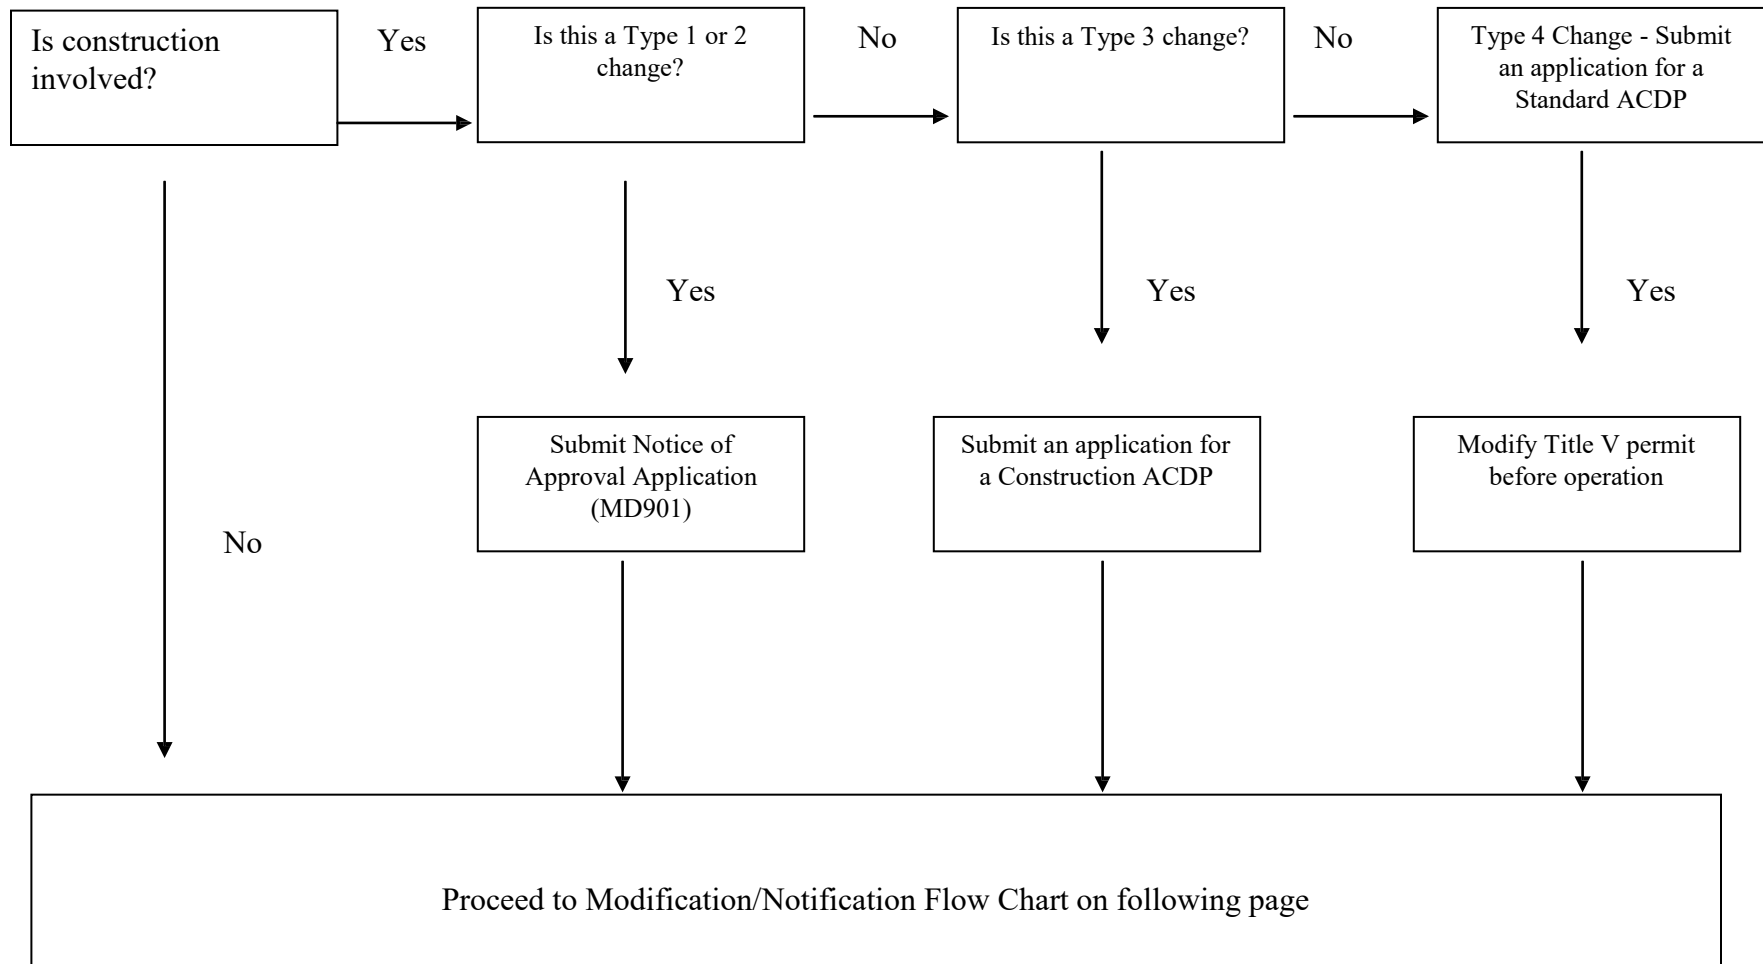 Is construction
involved?
Yes
Is this a Type 1 or 2
change?
No
Is this a Type 3 change?
No
Type 4 Change - Submit
an application for a
Standard ACDP
Yes
Yes
Yes
Submit Notice of
Approval Application
(MD901)
Submit an application for
a Construction ACDP
Modify Title V permit
before operation
No
Proceed to Modification/Notification Flow Chart on following page